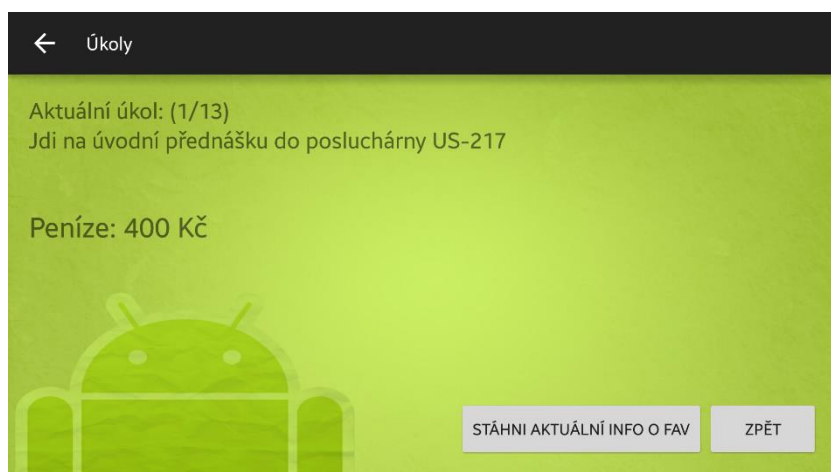 Úkoly
Aktuální úkol: (1/13)
Jdi na úvodní přednášku do posluchárny US-217
Peníze: 400 Kč
STÁHNI AKTUÁLNÍ INFO O FAV
ZPĚT